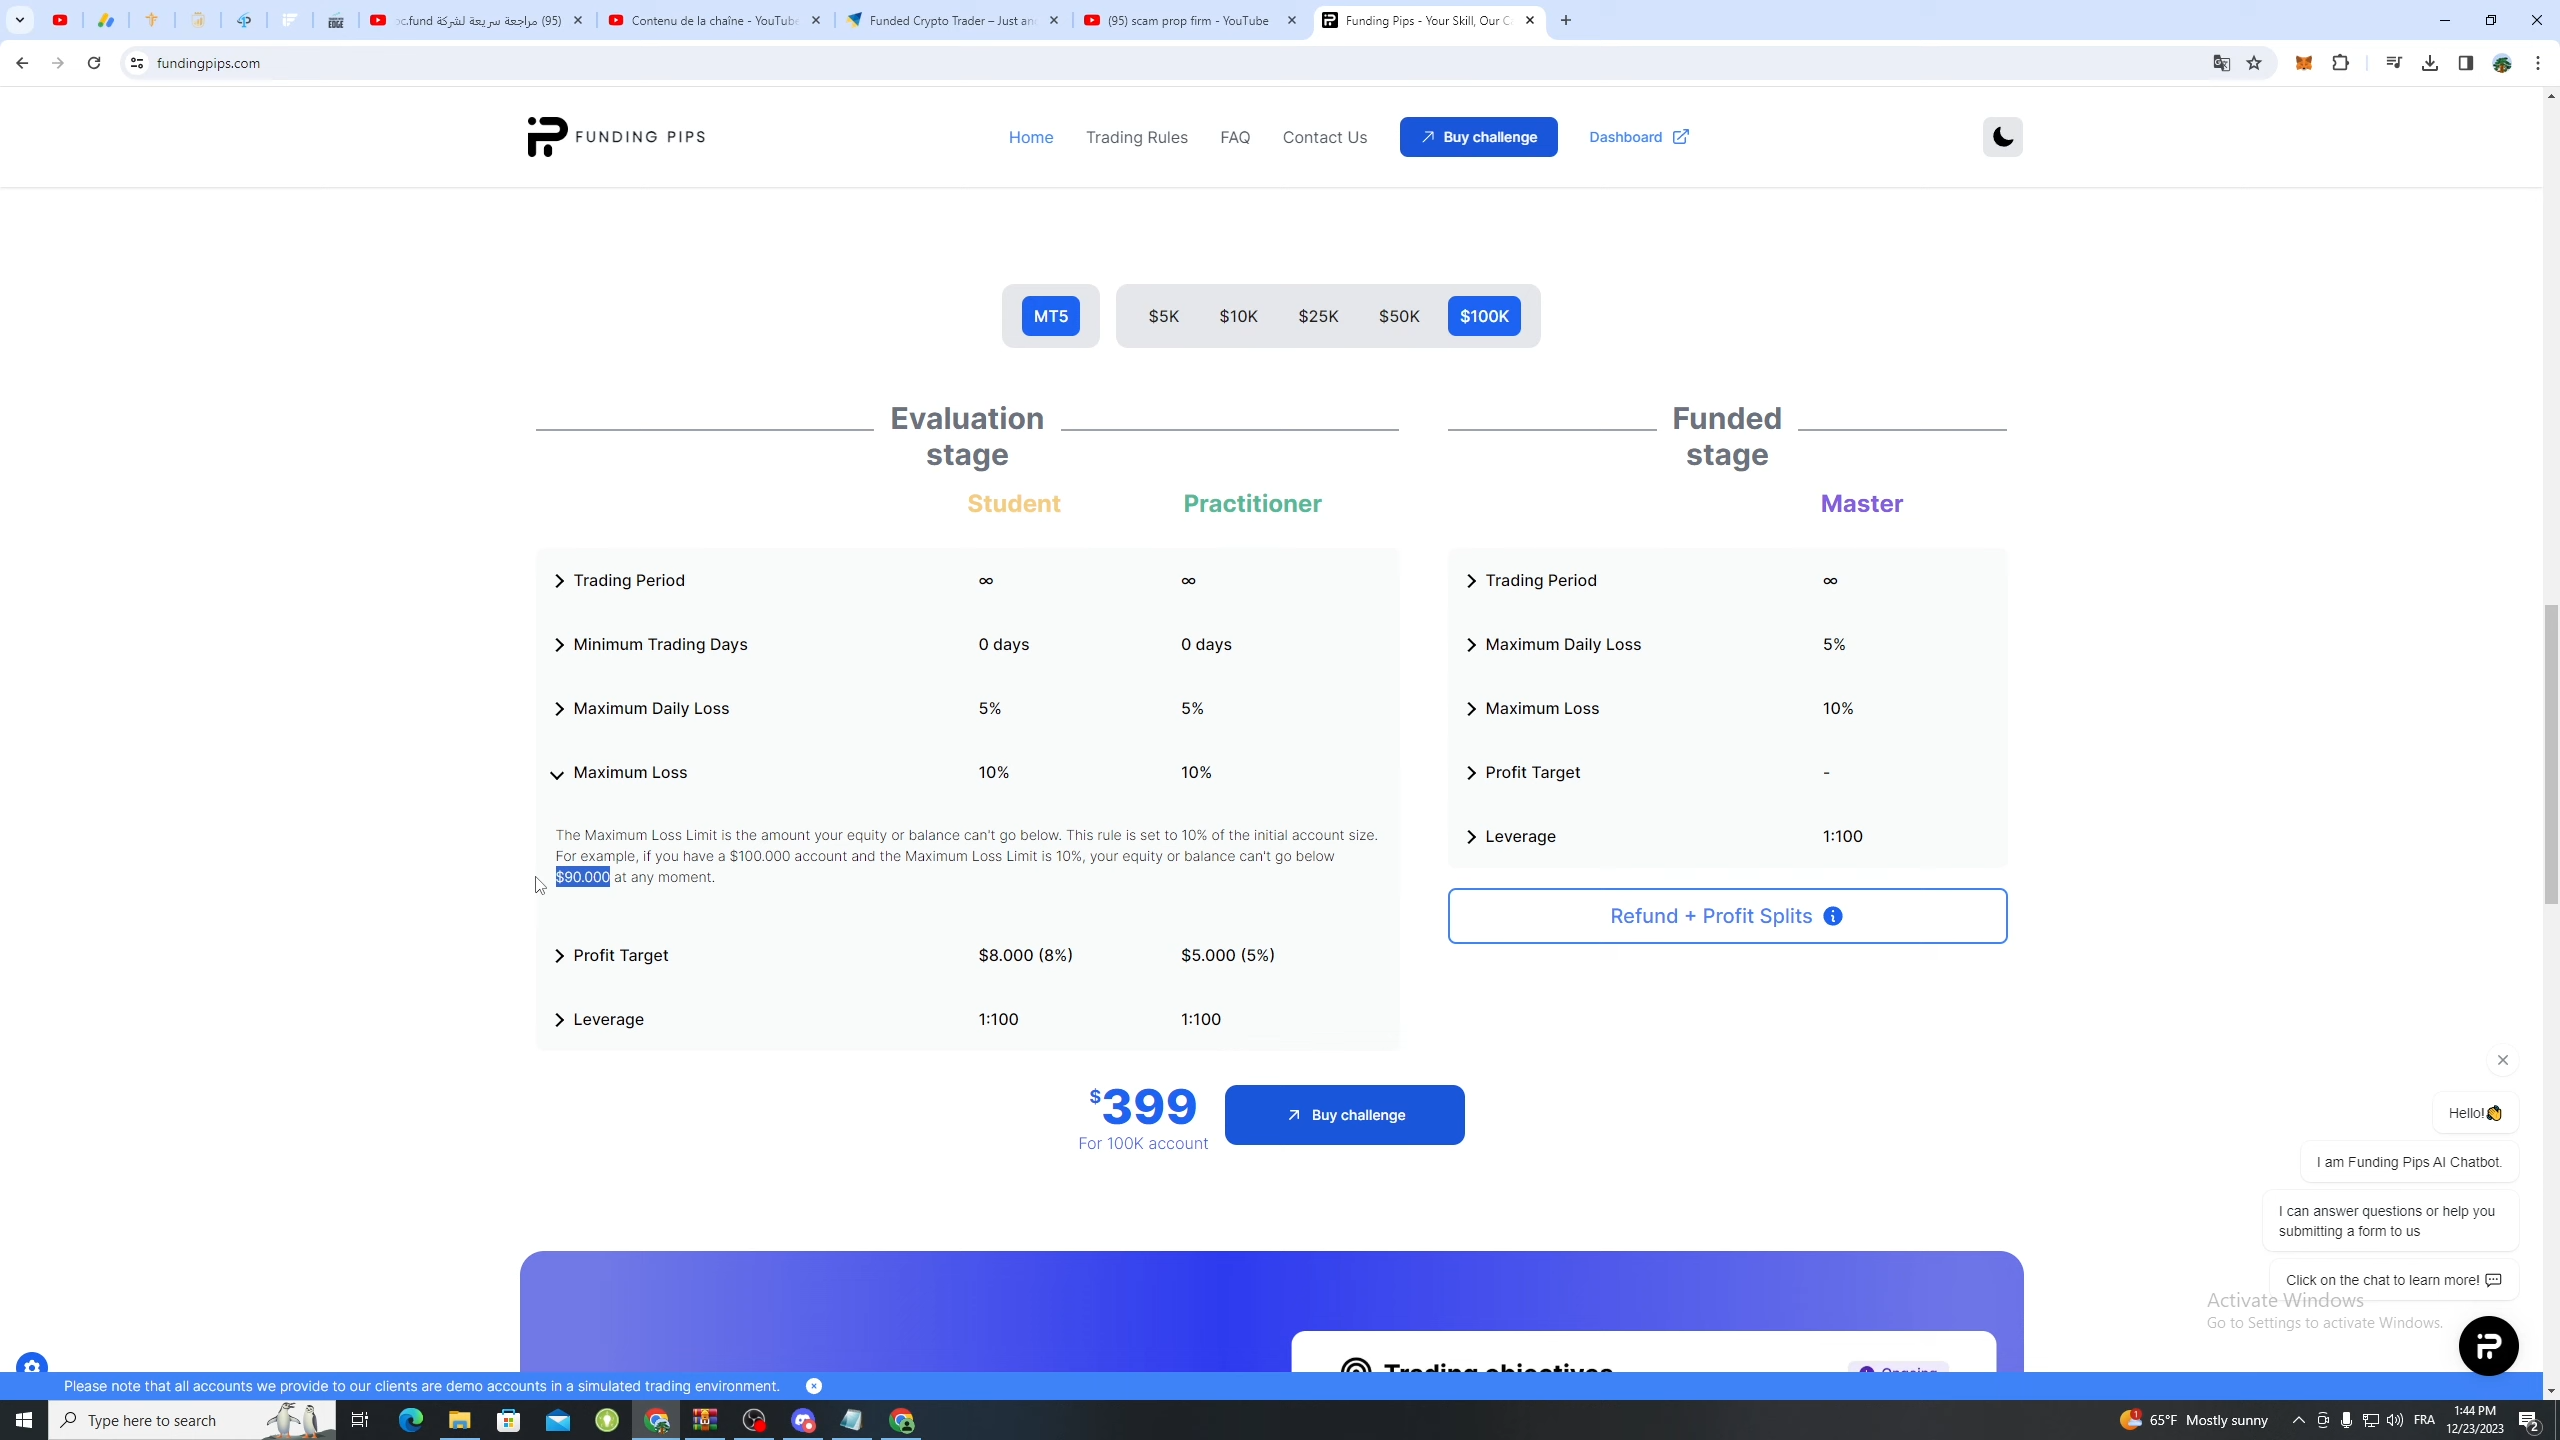 (95) مراجعة سريعة لشركة c.fund
Contenu de la chaîne - YouTube
Funded Crypto Trader – Just an
(95) scam prop firm - YouTube
Funding Pips - Your Skill, Our C
fundingpips.com
FUNDING PIPS
Home
Trading Rules
FAQ
Contact Us
Buy challenge
Dashboard
MT5
$5K
$10K
$25K
$50K
$100K
Evaluation
stage
Funded
stage
Student
Practitioner
Master
Trading Period ∞ ∞
Minimum Trading Days 0 days 0 days
Maximum Daily Loss 5% 5%
Maximum Loss 10% 10%
The Maximum Loss Limit is the amount your equity or balance can't go below. This rule is set to 10% of the initial account size.
For example, if you have a $100.000 account and the Maximum Loss Limit is 10%, your equity or balance can't go below
$90.000 at any moment.
Profit Target $8.000 (8%) $5.000 (5%)
Leverage 1:100 1:100
Trading Period ∞
Maximum Daily Loss 5%
Maximum Loss 10%
Profit Target -
Leverage 1:100
Refund + Profit Splits
$399
For 100K account
Buy challenge
Hello!👋
I am Funding Pips AI Chatbot.
I can answer questions or help you
submitting a form to us
Click on the chat to learn more! 💬
Activate Windows
Go to Settings to activate Windows.
Trading objectives
Ongoing
Please note that all accounts we provide to our clients are demo accounts in a simulated trading environment.
Type here to search
65°F Mostly sunny
FRA
1:44 PM
12/23/2023
2